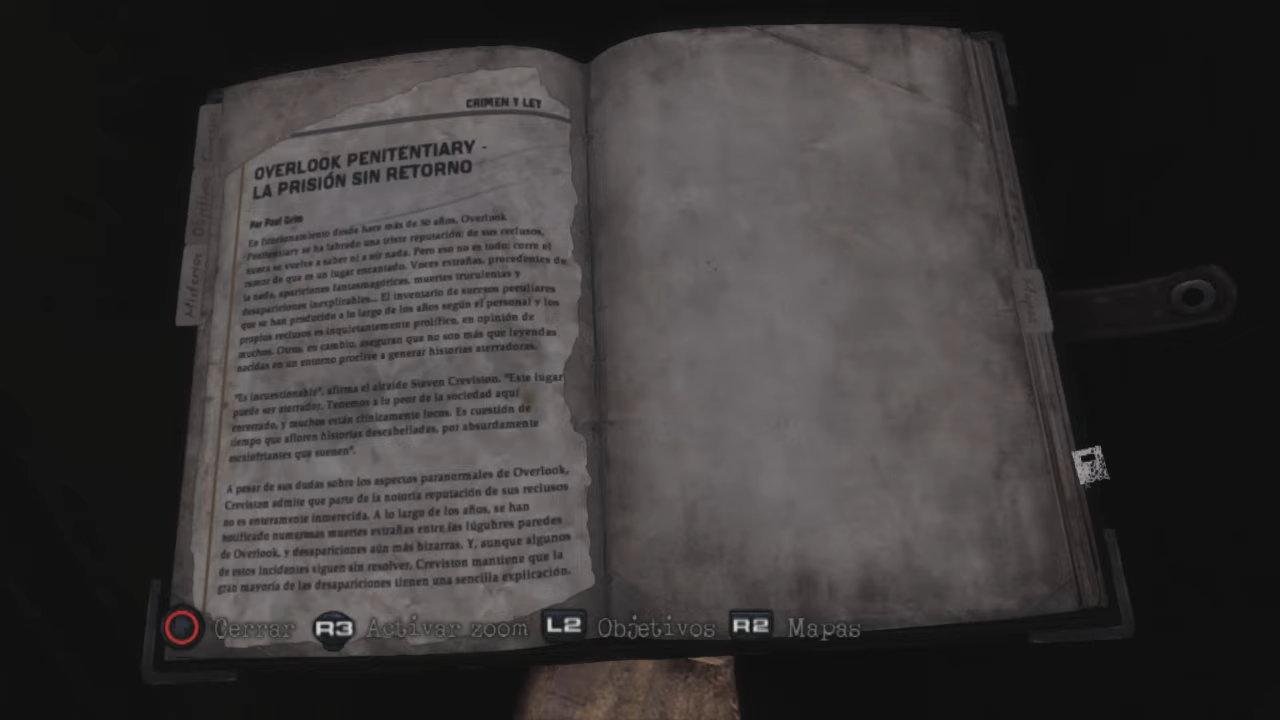 CRIMEN Y LEY
OVERLOOK PENITENTIARY -
LA PRISIÓN SIN RETORNO
Por Paul Grim
En funcionamiento desde hace más de 50 años, Overlook
Penitentiary se ha labrado una triste reputación: de sus reclusos,
nunca se vuelve a saber ni a oír nada. Pero eso no es todo: corre el
rumor de que es un lugar encantado. Voces extrañas, procedentes de
la nada, apariciones fantasmagóricas, muertes truculentas y
desapariciones inexplicables... El inventario de sucesos peculiares
que se han producido a lo largo de los años según el personal y los
propios reclusos es inquietantemente prolífico, en opinión de
muchos. Otros, en cambio, aseguran que no son más que leyendas
nacidas en un entorno proclive a generar historias aterradoras.
"Es incuestionable", afirma el alcaide Steven Creviston. "Este lugar
puede ser aterrador. Tenemos a lo peor de la sociedad aquí
encerrado, y muchos están clínicamente locos. Es cuestión de
tiempo que afloren historias descabelladas, por absurdamente
escalofriantes que suenen".
A pesar de sus dudas sobre los aspectos paranormales de Overlook,
Creviston admite que parte de la notoria reputación de sus reclusos
no es enteramente inmerecida. A lo largo de los años, se han
notificado numerosas muertes extrañas entre las lúgubres paredes
de Overlook, y desapariciones aún más bizarras. Y, aunque algunos
de estos incidentes siguen sin resolver, Creviston mantiene que la
gran mayoría de las desapariciones tienen una sencilla explicación.
Misterios
Objetivos
Mapas
Cerrar R3 Activar zoom L2 Objetivos R2 Mapas